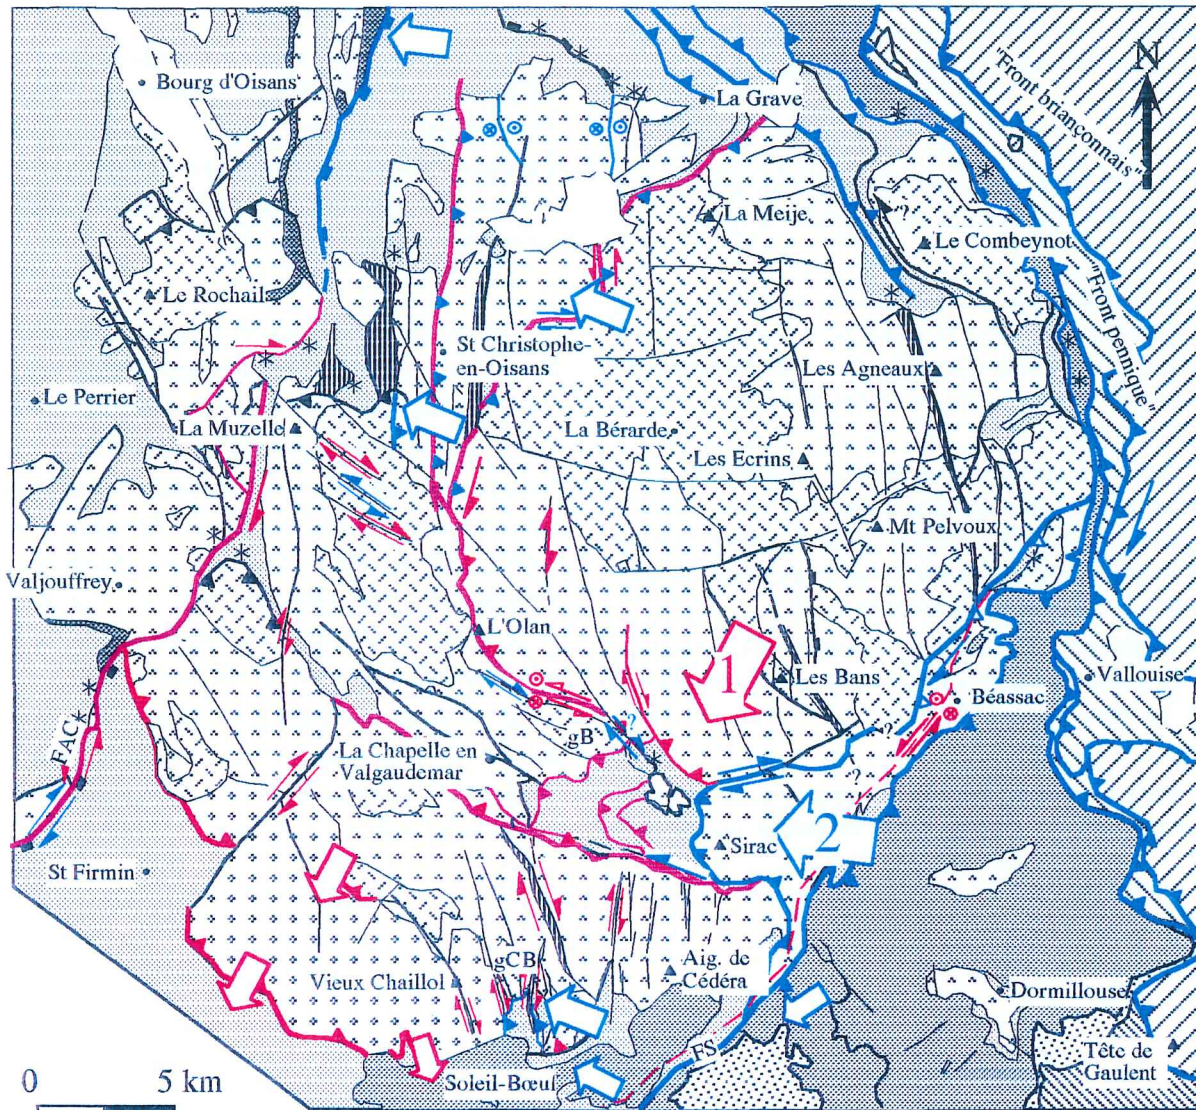 Bourg d'Oisans
La Grave
"Front briançonnais"
N
La Meije
?
Le Combeynot
Le Rochail
"Front pennique"
St Christophe-
en-Oisans
Les Agneaux
Le Perrier
La Muzelle
La Bérarde
Les Ecrins
Mt Pelvoux
Valjouffrey
L'Olan
1
Les Bans
Béassac
Vallouise
FAC
gB
?
?
La Chapelle en
Valgaudemar
?
2
Sirac
St Firmin
gCB
Vieux Chaillol
Aig. de
Cédéra
Dormillouse
FS
Soleil-Bœuf
Tête de
Gaulent
0 5 km